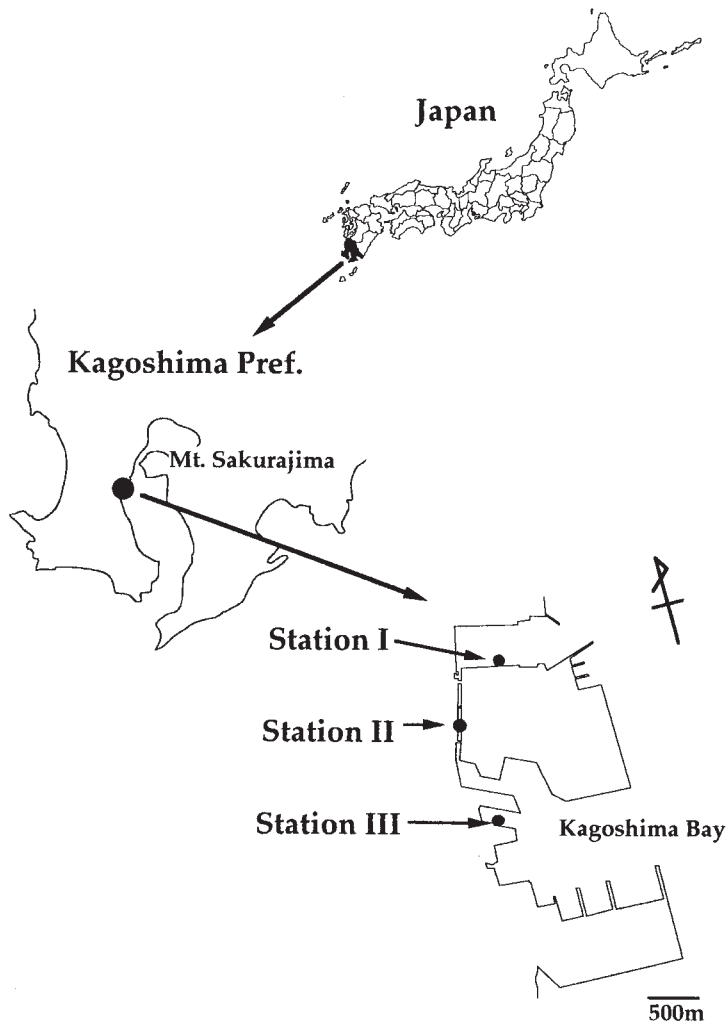 Japan
Kagoshima Pref.
Mt. Sakurajima
Station I
Station II
Station III
Kagoshima Bay
500m